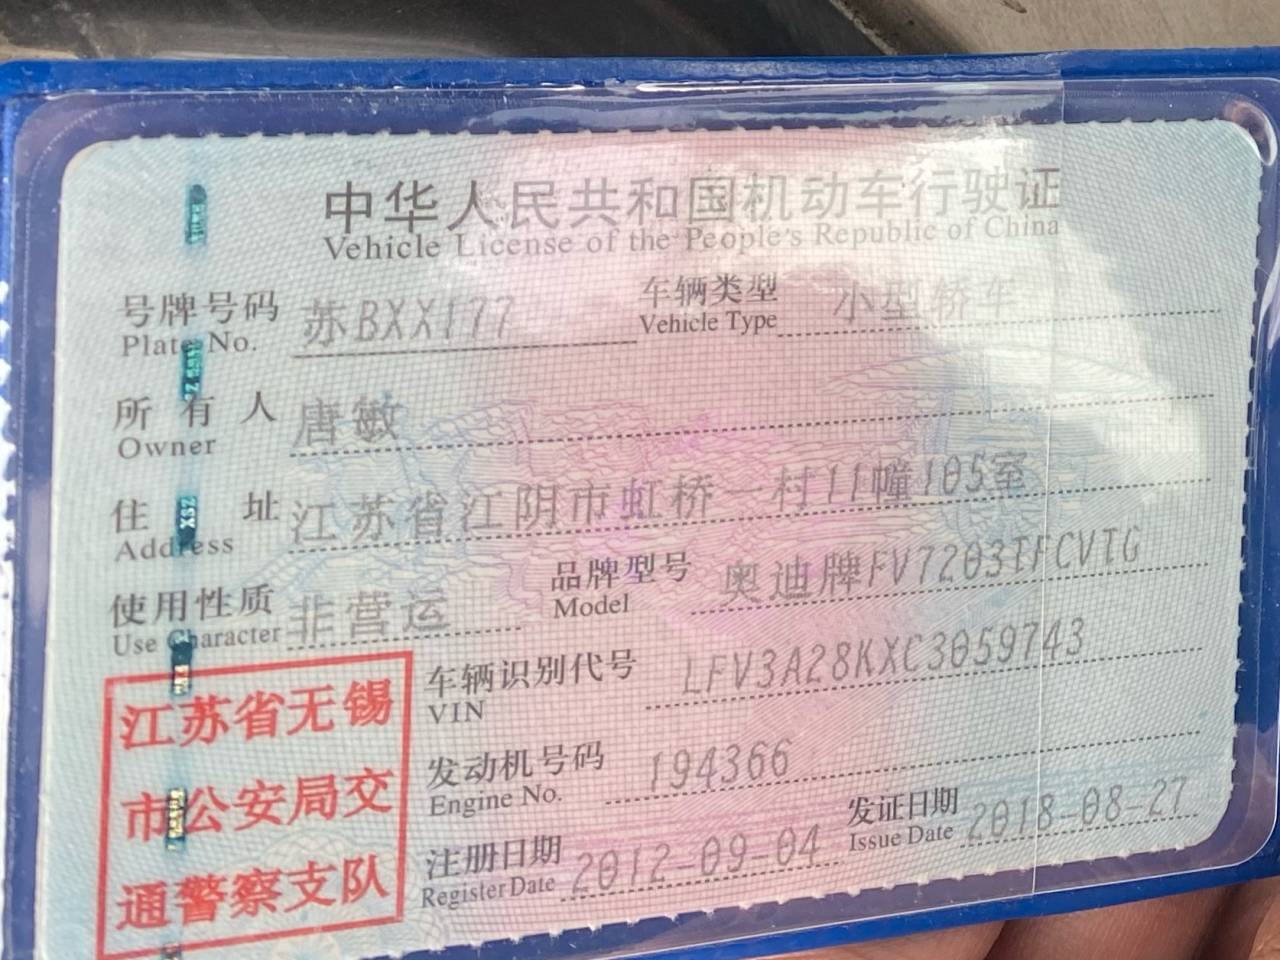 中华人民共和国机动车行驶证
Vehicle License of the People's Republic of China
号牌号码 苏BXX177 车辆类型 小型轿车
Plate No. Vehicle Type
所有人 唐敏
Owner
住址 江苏省江阴市虹桥一村11幢105室
Address
使用性质 非营运 品牌型号 奥迪牌FV7203TFCVTG
Use Character Model
江苏省无锡
市公安局交
通警察支队
车辆识别代号 LFV3A28KXC3059743
VIN
发动机号码 194366
Engine No.
注册日期 2012-09-04 发证日期 2018-08-27
Register Date Issue Date